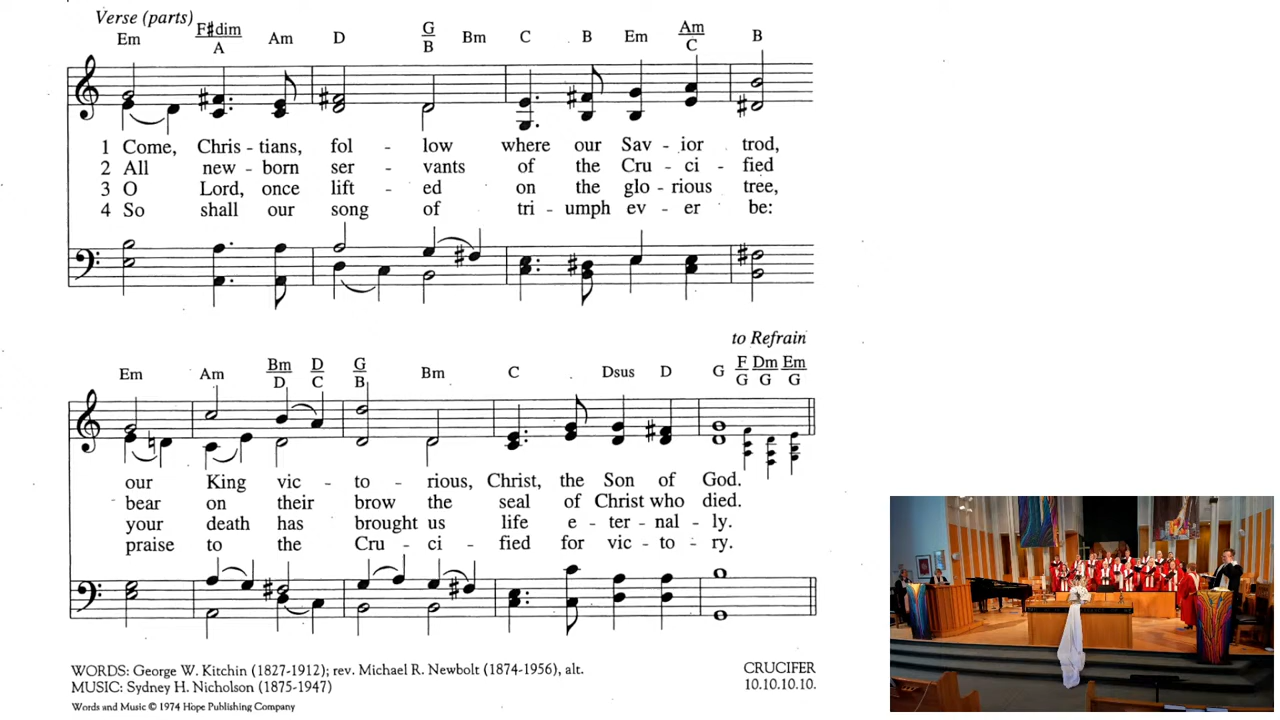 Verse (parts)
Em F#dim/A Am D G/B Bm C B Em Am/C B
1 Come, Chris - tians, fol - low where our Sav - ior trod,
2 All new - born ser - vants of the Cru - ci - fied
3 O Lord, once lift - ed on the glo - rious tree,
4 So shall our song of tri - umph ev - er be:
to Refrain
Em Am Bm/D D/C G/B Bm C Dsus D G F/G Dm/G Em/G
our King vic - to - rious, Christ, the Son of God.
bear on their brow the seal of Christ who died.
your death has brought us life e - ter - nal - ly.
praise to the Cru - ci - fied for vic - to - ry.
WORDS: George W. Kitchin (1827-1912); rev. Michael R. Newbolt (1874-1956), alt.
CRUCIFER
MUSIC: Sydney H. Nicholson (1875-1947)
10.10.10.10.
Words and Music © 1974 Hope Publishing Company